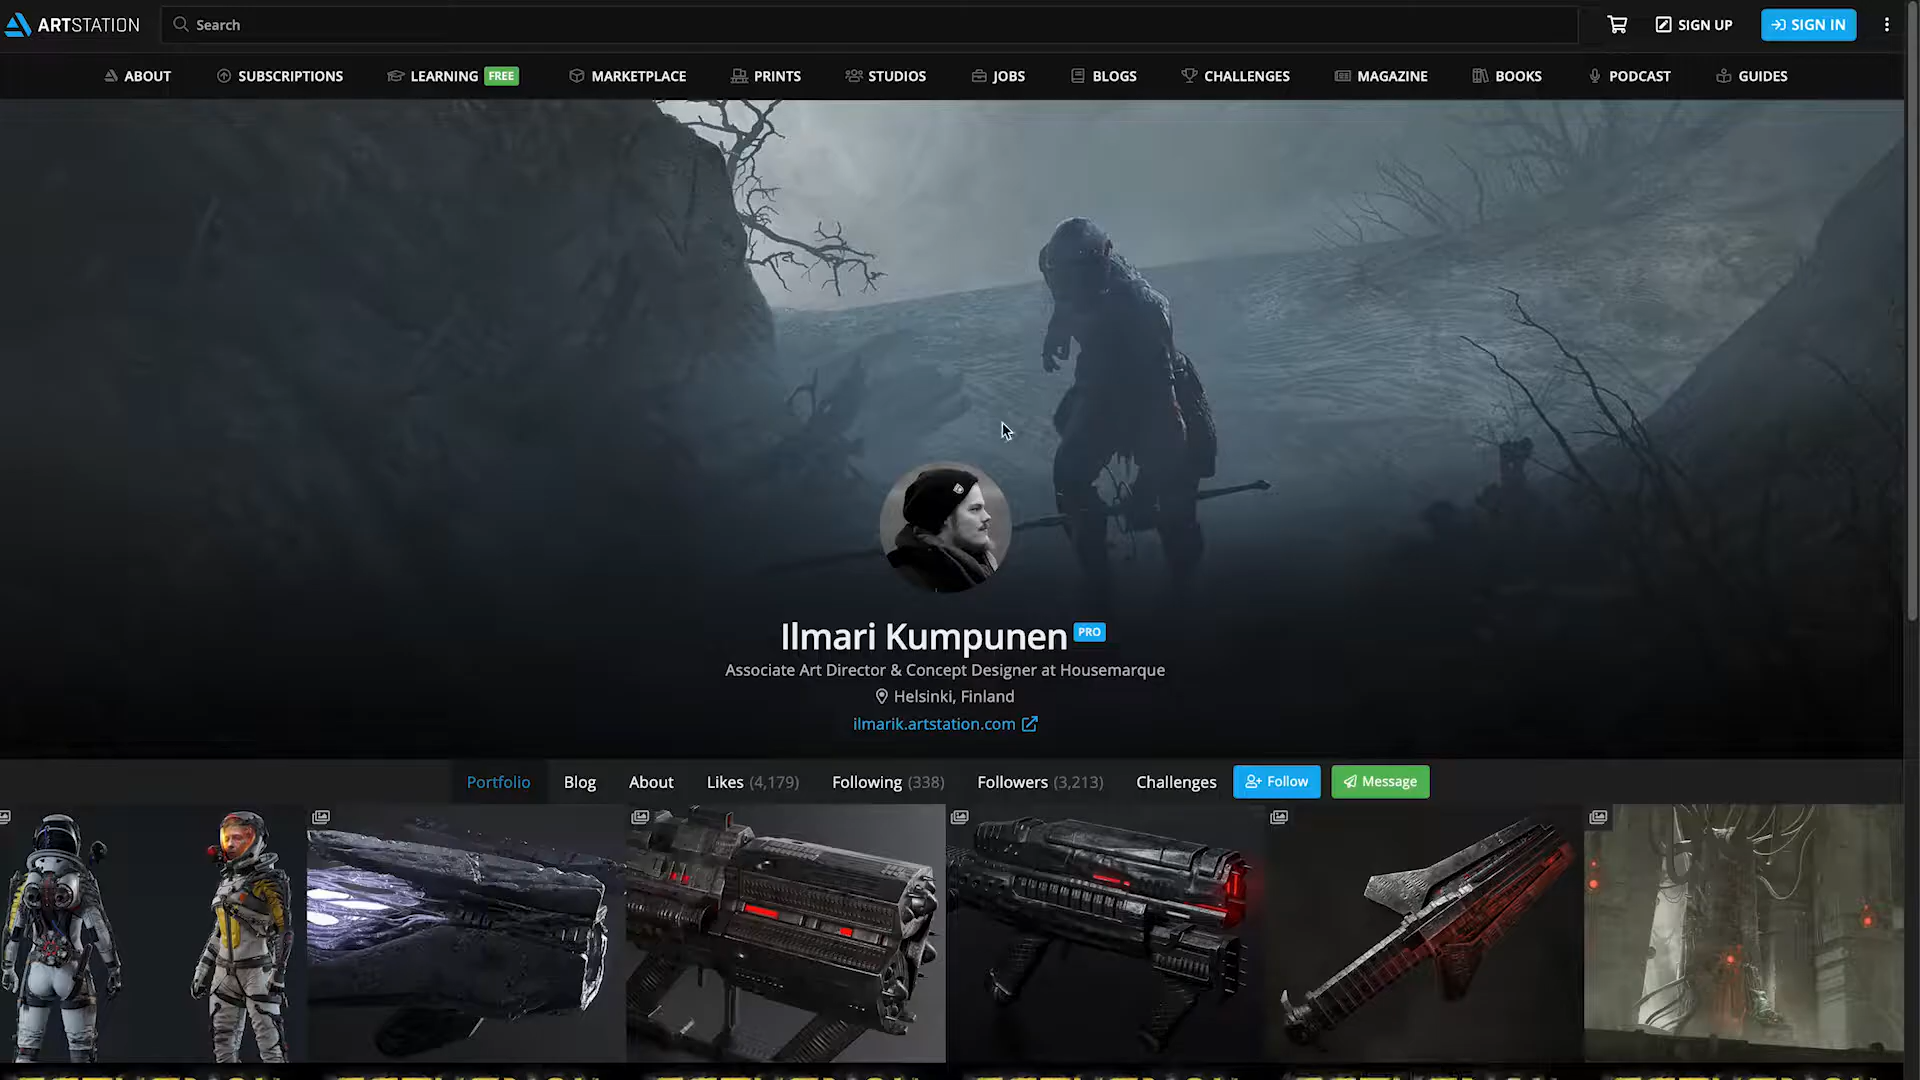 ARTSTATION
Search
SIGN UP
SIGN IN
ABOUT
SUBSCRIPTIONS
LEARNING FREE
MARKETPLACE
PRINTS
STUDIOS
JOBS
BLOGS
CHALLENGES
MAGAZINE
BOOKS
PODCAST
GUIDES
Ilmari Kumpunen PRO
Associate Art Director & Concept Designer at Housemarque
Helsinki, Finland
ilmarik.artstation.com
Portfolio
Blog
About
Likes (4,179)
Following (338)
Followers (3,213)
Challenges
Follow
Message